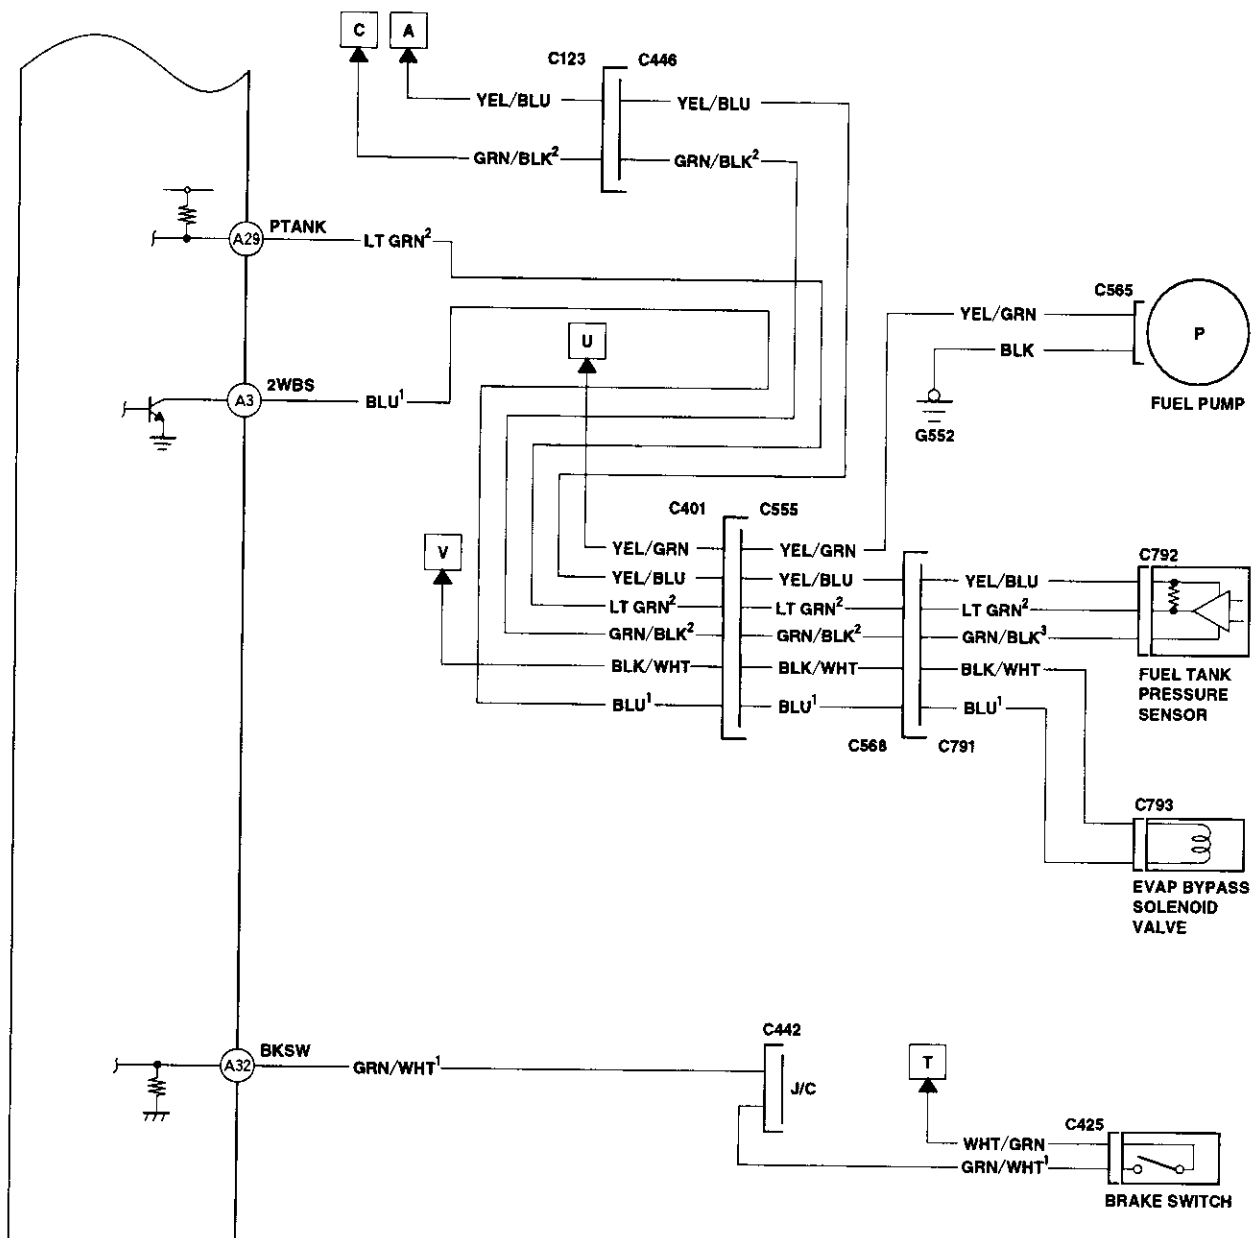 C A
C123 C446
YEL/BLU YEL/BLU
GRN/BLK² GRN/BLK²
A29 PTANK LT GRN²
C565
YEL/GRN
BLK
P
FUEL PUMP
G552
U
A3 2WBS BLU¹
C401 C555
V
YEL/GRN YEL/GRN
YEL/BLU YEL/BLU YEL/BLU
LT GRN² LT GRN² LT GRN²
GRN/BLK² GRN/BLK² GRN/BLK³
BLK/WHT BLK/WHT BLK/WHT
BLU¹ BLU¹ BLU¹
C568 C791
C792
FUEL TANK
PRESSURE
SENSOR
C793
EVAP BYPASS
SOLENOID
VALVE
A32 BKSW GRN/WHT¹
C442
J/C
T
C425
WHT/GRN
GRN/WHT¹
BRAKE SWITCH